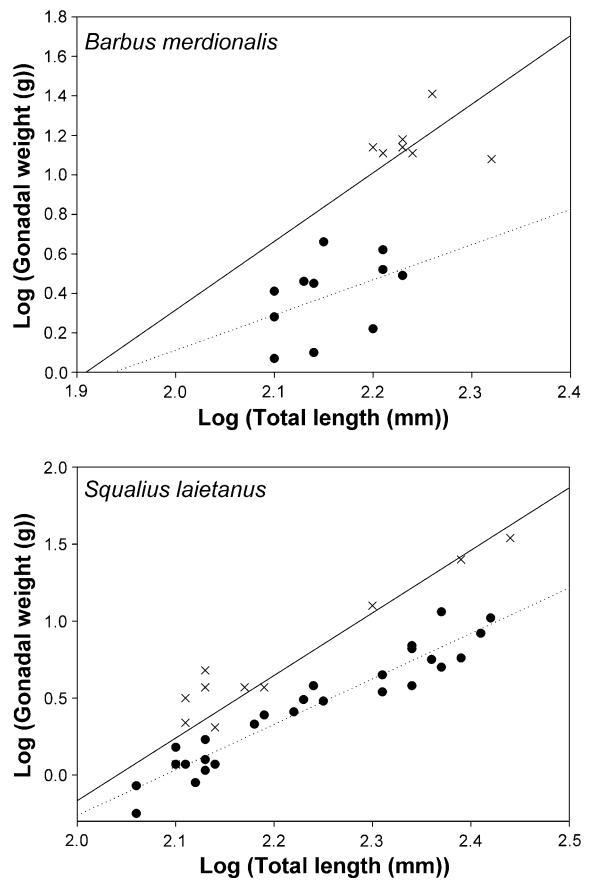 1.8
Barbus merdionalis
1.6
1.4
1.2
1.0
0.8
0.6
0.4
0.2
0.0
Log (Gonadal weight (g))
1.9 2.0 2.1 2.2 2.3 2.4
Log (Total length (mm))
2.0
Squalius laietanus
1.5
1.0
0.5
0.0
Log (Gonadal weight (g))
2.0 2.1 2.2 2.3 2.4 2.5
Log (Total length (mm))